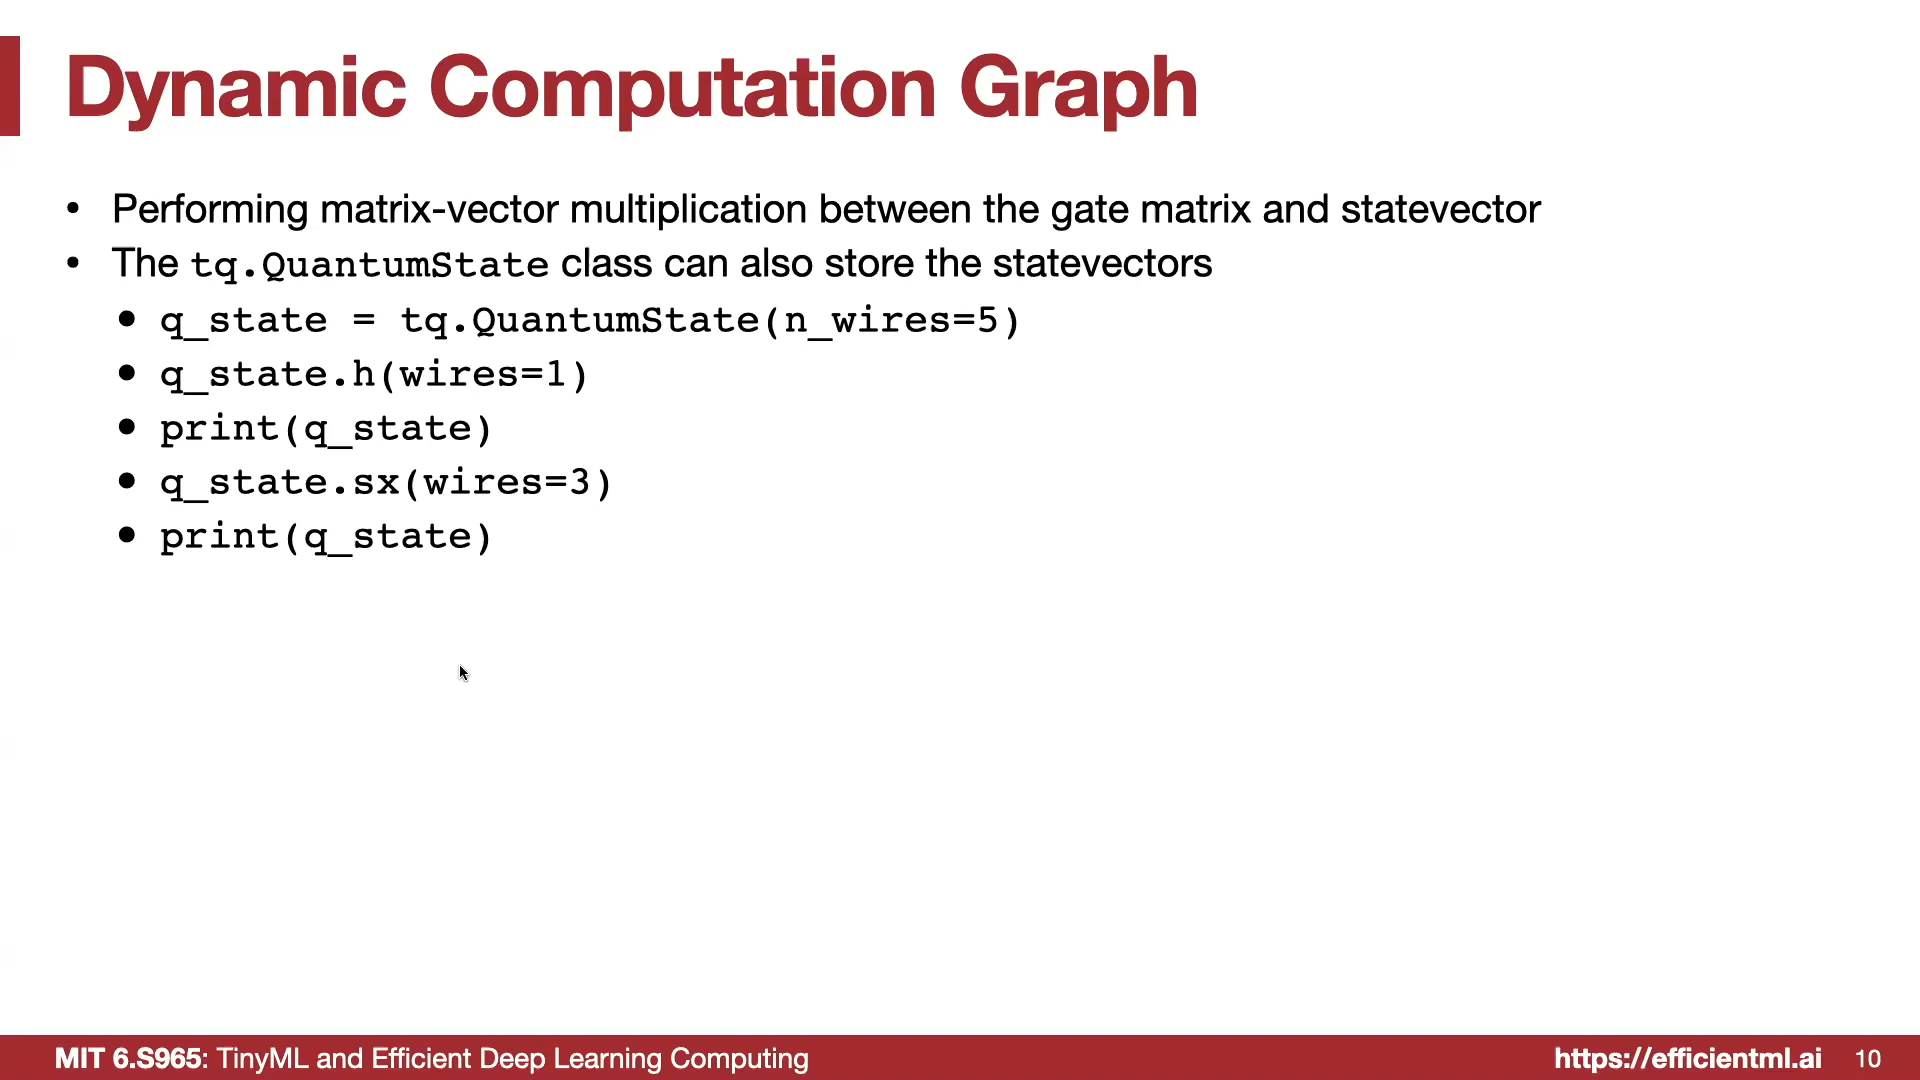 Dynamic Computation Graph
• Performing matrix-vector multiplication between the gate matrix and statevector
• The tq.QuantumState class can also store the statevectors
• q_state = tq.QuantumState(n_wires=5)
• q_state.h(wires=1)
• print(q_state)
• q_state.sx(wires=3)
• print(q_state)
MIT 6.S965: TinyML and Efficient Deep Learning Computing
https://efficientml.ai 10